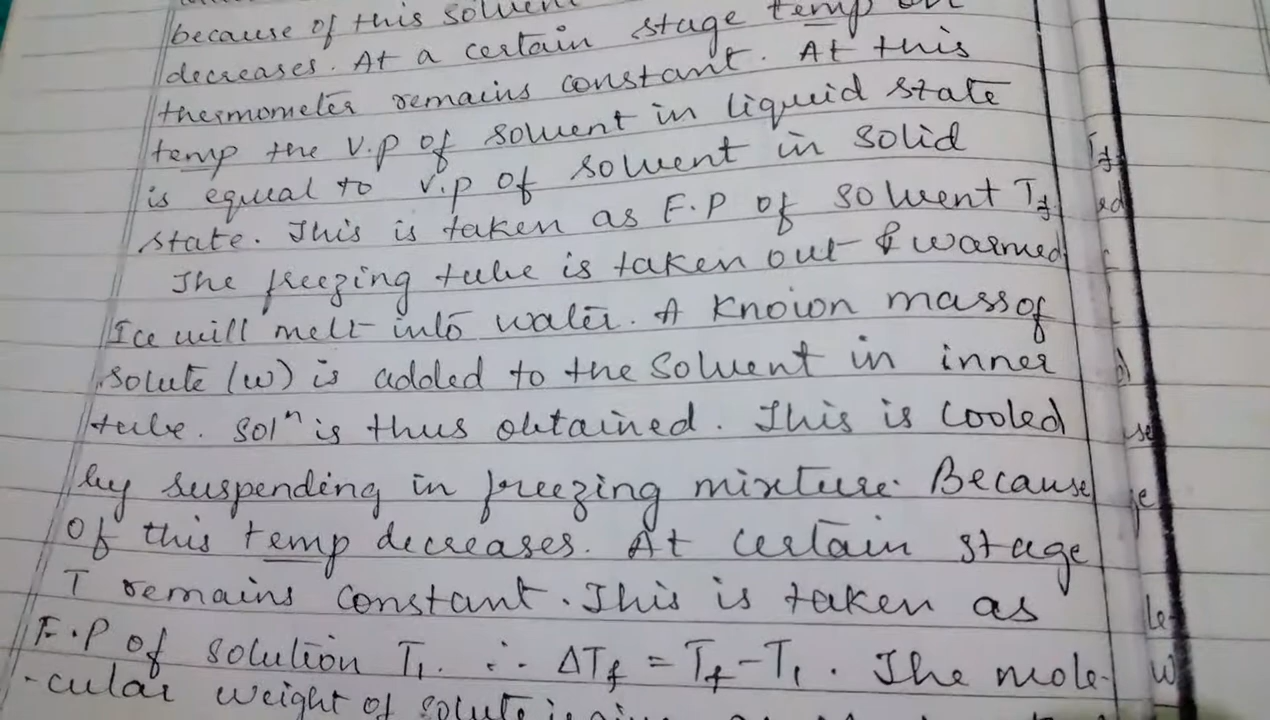 because of this solvent
decreases. At a certain stage temp on
thermometer remains constant. At this
temp the V.P of solvent in liquid state
is equal to V.p of solvent in solid
state. This is taken as F.P of solvent Tf
The freezing tube is taken out & warmed
Ice will melt into water. A known mass of
solute (w) is added to the solvent in inner
tube. Solⁿ is thus obtained. This is cooled
by suspending in freezing mixture. Because
of this temp decreases. At certain stage
T remains constant. This is taken as
F.P of solution T₁. ∴ ΔTf = Tf - T₁. The mole-
-cular weight of solute is